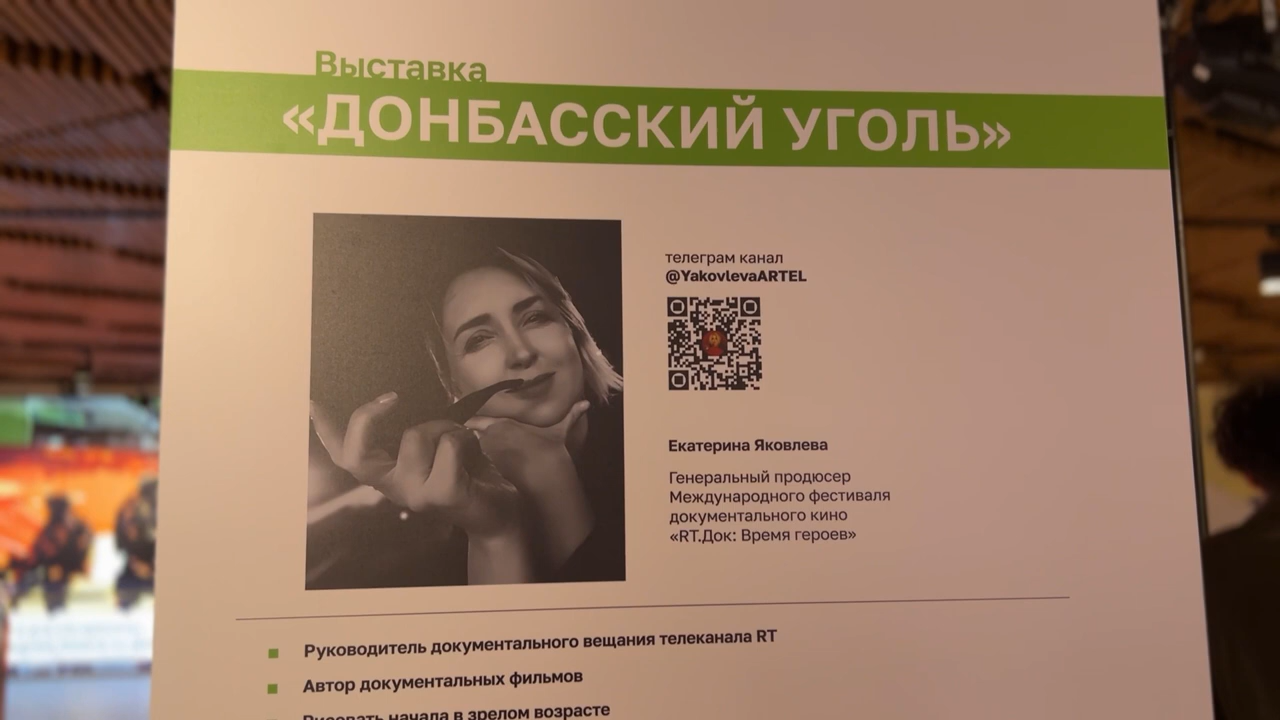 Выставка
«ДОНБАССКИЙ УГОЛЬ»
телеграм канал
@YakovlevaARTEL
Екатерина Яковлева
Генеральный продюсер
Международного фестиваля
документального кино
«RT.Док: Время героев»
Руководитель документального вещания телеканала RT
Автор документальных фильмов
Рисовать начала в зрелом возрасте